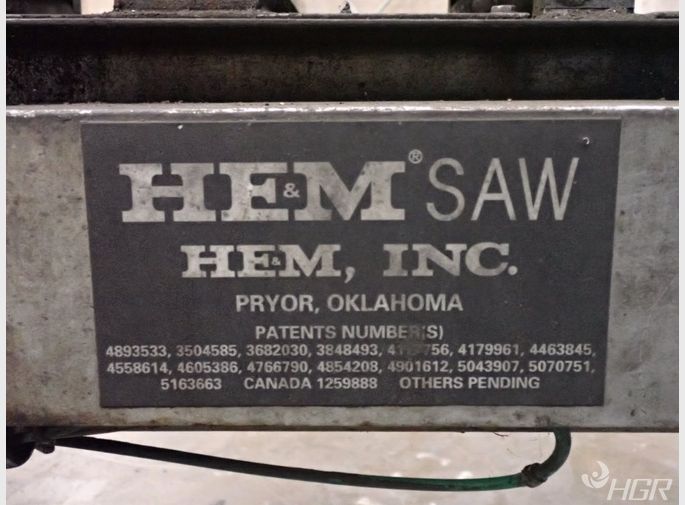 HE&M® SAW
HE&M, INC.
PRYOR, OKLAHOMA
PATENTS NUMBER(S)
4893533, 3504585, 3682030, 3848493, 4179961, 4463845,
4558614, 4605386, 4766790, 4854208, 4901612, 5043907, 5070751,
5163663 CANADA 1259888 OTHERS PENDING
HGR